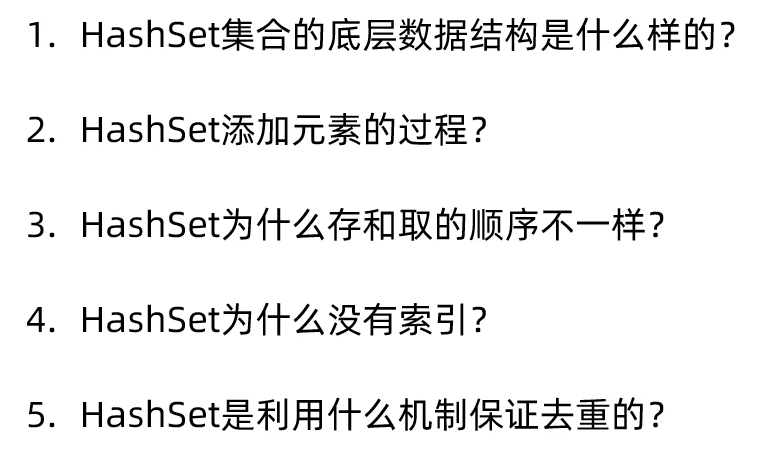 1. HashSet集合的底层数据结构是什么样的?
2. HashSet添加元素的过程?
3. HashSet为什么存和取的顺序不一样?
4. HashSet为什么没有索引?
5. HashSet是利用什么机制保证去重的?